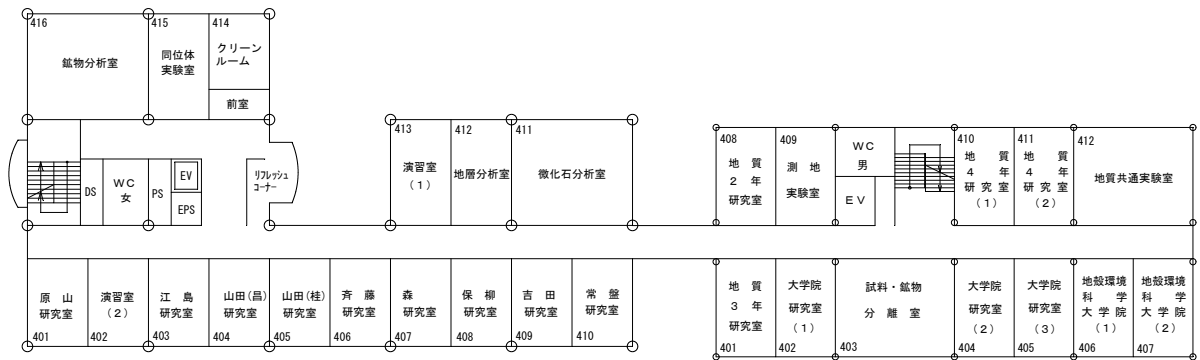 416
鉱物分析室
415
同位体
実験室
414
クリーン
ルーム
前室
DS
WC
女
PS
EV
EPS
リフレッシュ
コーナー
413
演習室
(1)
412
地層分析室
411
微化石分析室
408
地質
2年
研究室
409
測地
実験室
WC
男
EV
410
地質
4年
研究室
(1)
411
地質
4年
研究室
(2)
412
地質共通実験室
原山
研究室
401
演習室
(2)
402
江島
研究室
403
山田(昌)
研究室
404
山田(桂)
研究室
405
斉藤
研究室
406
森
研究室
407
保柳
研究室
408
吉田
研究室
409
常盤
研究室
410
地質
3年
研究室
401
大学院
研究室
(1)
402
試料・鉱物
分離室
403
大学院
研究室
(2)
404
大学院
研究室
(3)
405
地殻環境
科学
大学院
(1)
406
地殻環境
科学
大学院
(2)
407